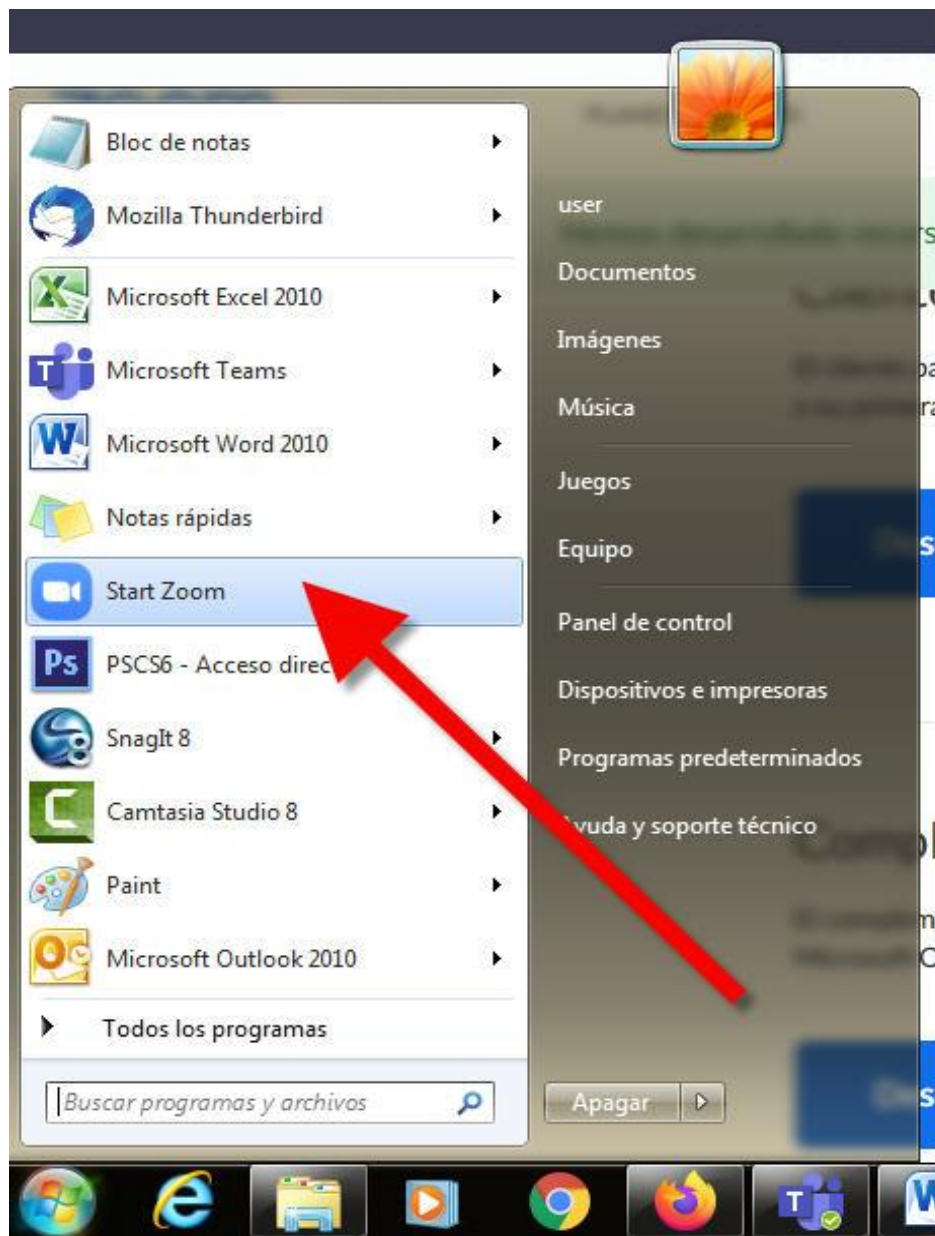 Bloc de notas
Mozilla Thunderbird
Microsoft Excel 2010
Microsoft Teams
Microsoft Word 2010
Notas rápidas
Start Zoom
Ps PSCS6 - Acceso direc
SnagIt 8
Camtasia Studio 8
Paint
Microsoft Outlook 2010
Todos los programas
Buscar programas y archivos
user
Documentos
Imágenes
Música
Juegos
Equipo
Panel de control
Dispositivos e impresoras
Programas predeterminados
yuda y soporte técnico
Apagar